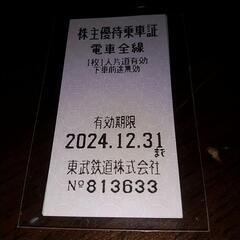 株主優待乗車証
電車全線
1枚1人片道有効
下車前途無効
有効期限
2024.12.31まで
東武鉄道株式会社
Nº813633